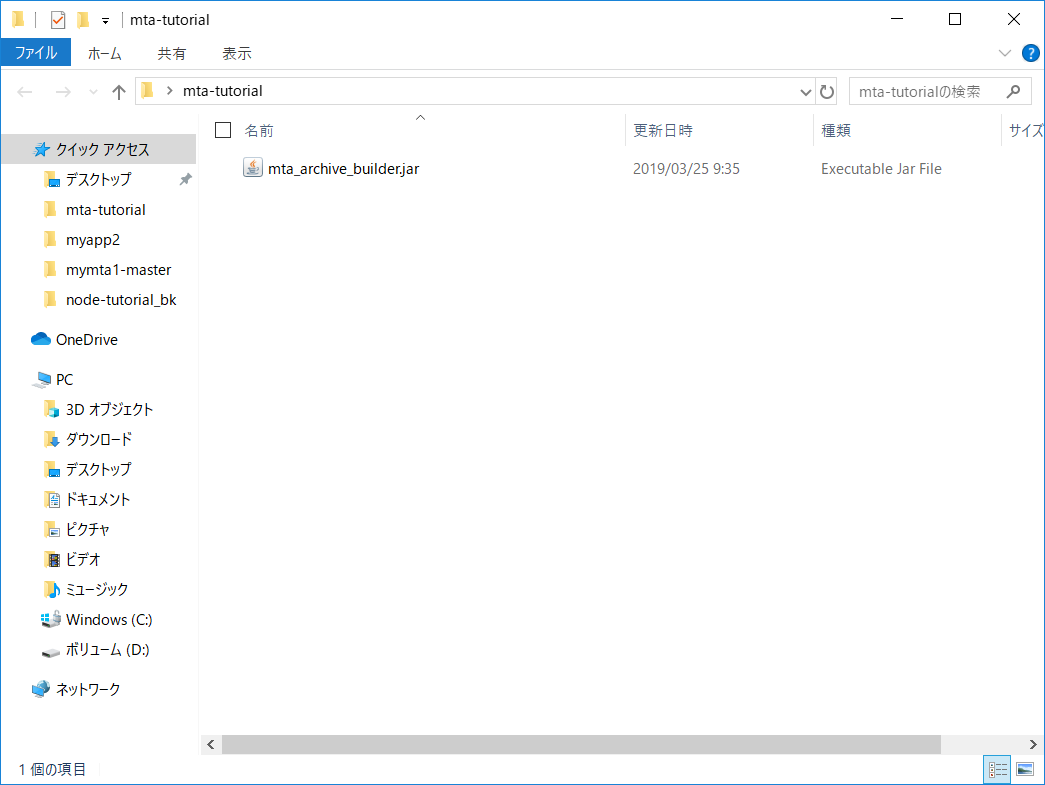 mta-tutorial
ファイル ホーム 共有 表示 ?
mta-tutorial mta-tutorialの検索
名前 更新日時 種類 サイズ
mta_archive_builder.jar 2019/03/25 9:35 Executable Jar File
クイック アクセス
デスクトップ
mta-tutorial
myapp2
mymta1-master
node-tutorial_bk
OneDrive
PC
3D オブジェクト
ダウンロード
デスクトップ
ドキュメント
ピクチャ
ビデオ
ミュージック
Windows (C:)
ボリューム (D:)
ネットワーク
1 個の項目